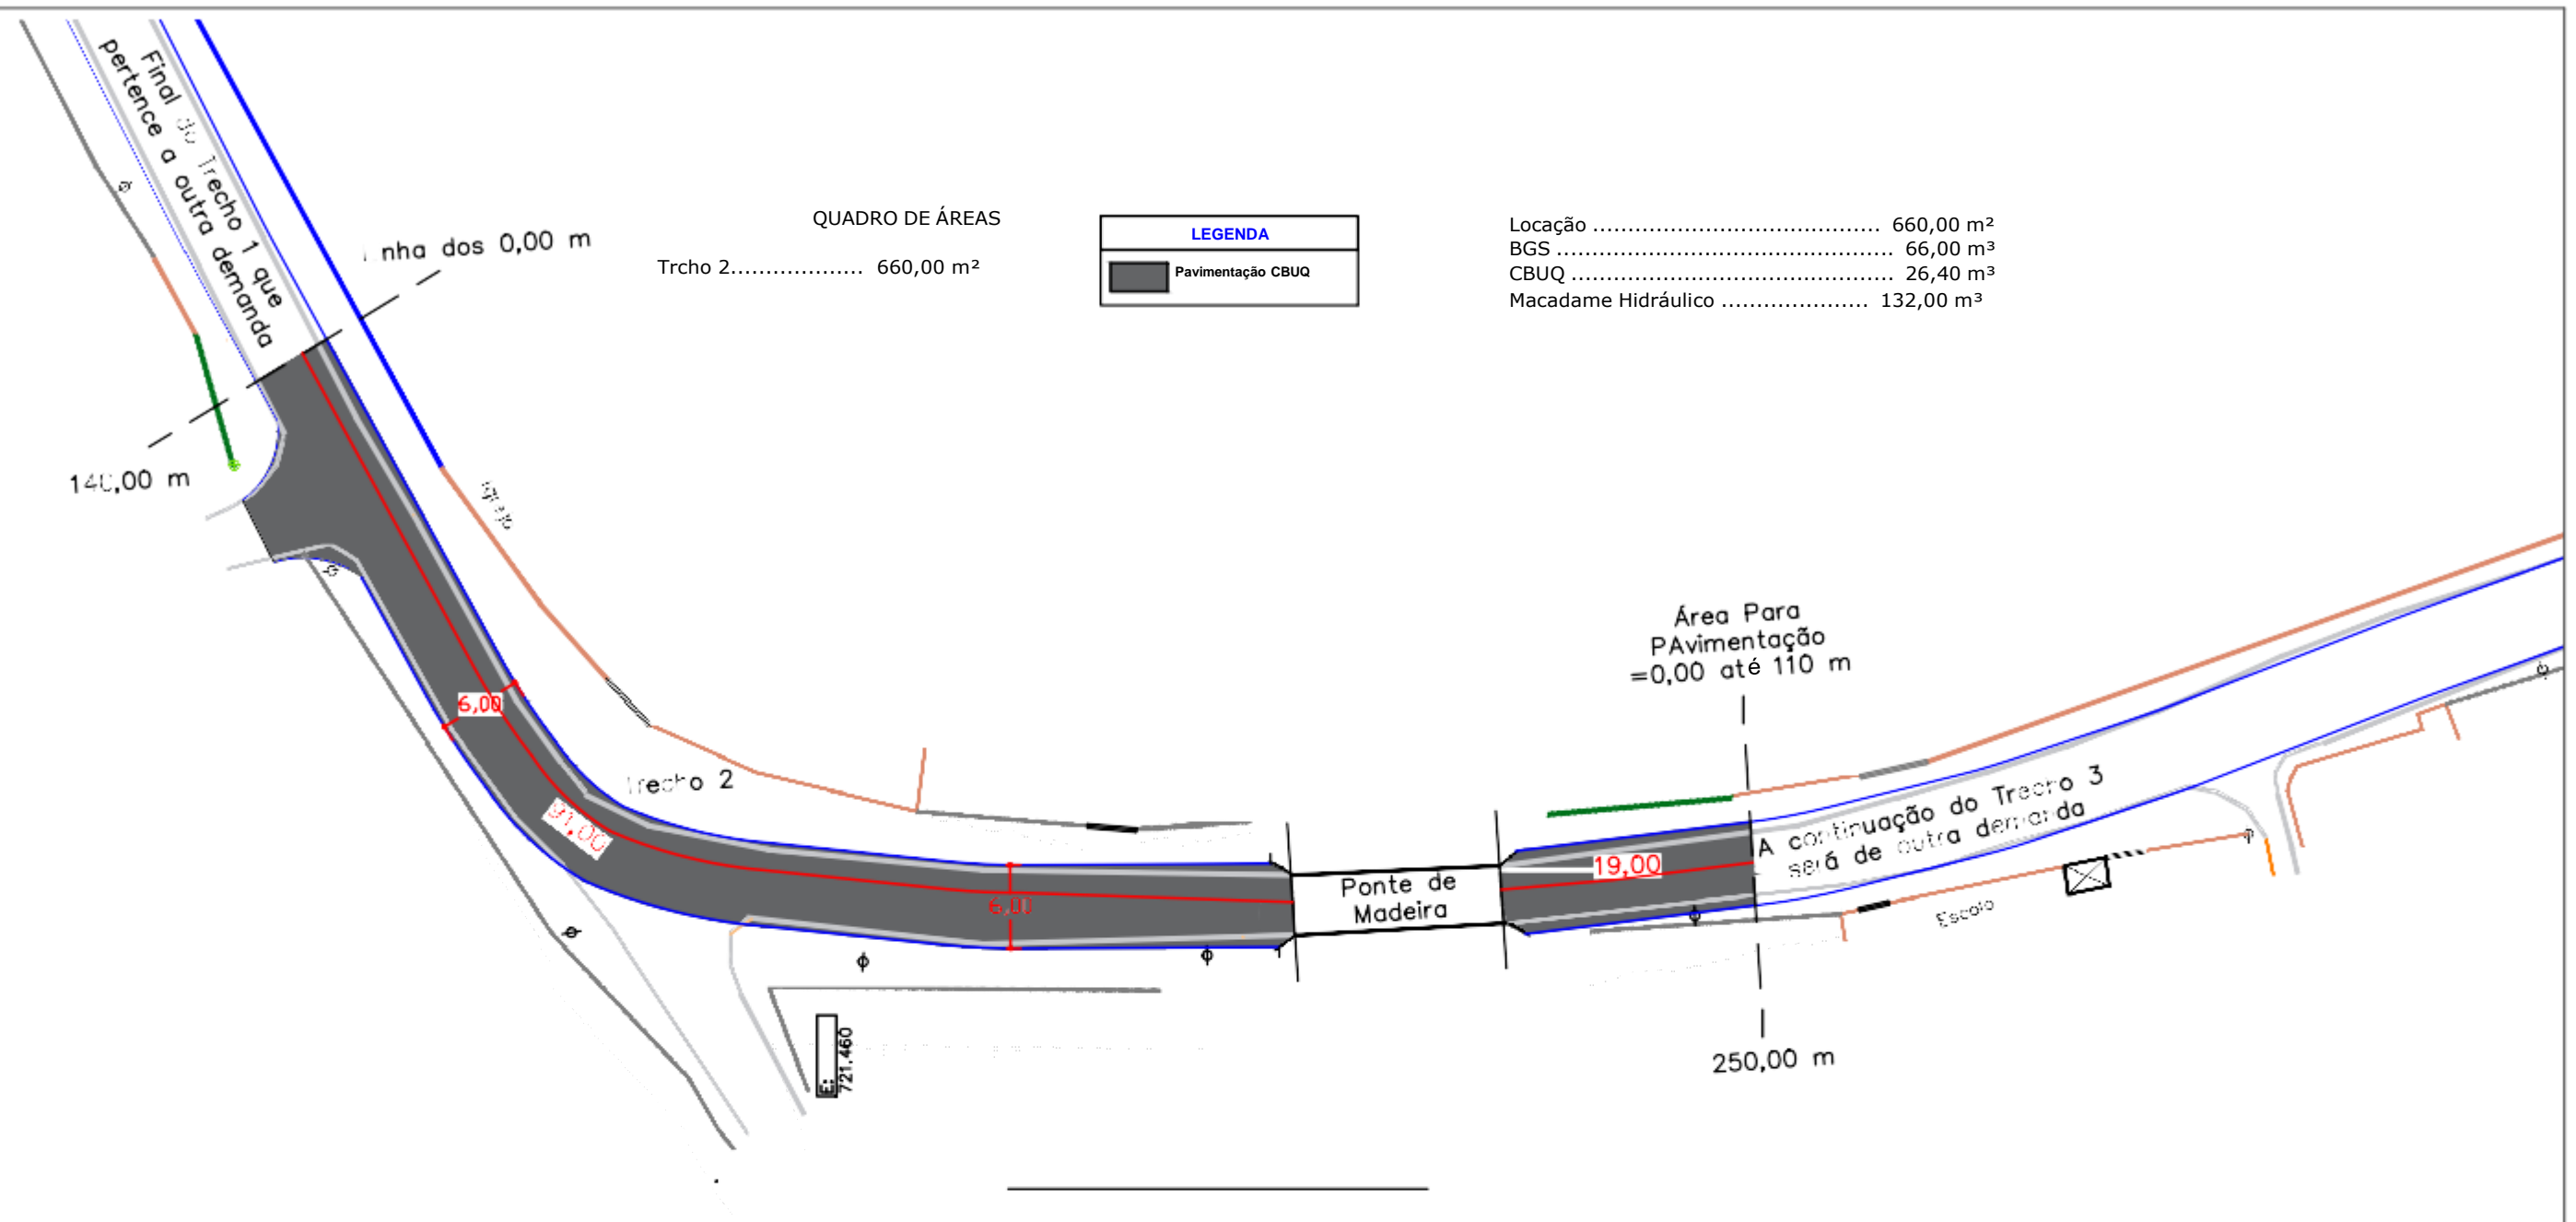 Final do Trecho 1 que
pertence a outra demanda
nha dos 0,00 m
140,00 m
QUADRO DE ÁREAS
Trcho 2................... 660,00 m²
LEGENDA
Pavimentação CBUQ
Locação ......................................... 660,00 m²
BGS ................................................ 66,00 m³
CBUQ .............................................. 26,40 m³
Macadame Hidráulico ..................... 132,00 m³
Igreja
6,00
Trecho 2
91,00
6,00
Ponte de
Madeira
19,00
Área Para
PAvimentação
=0,00 até 110 m
A continuação do Trecho 3
será de outra demanda
Escola
250,00 m
E:
721.460